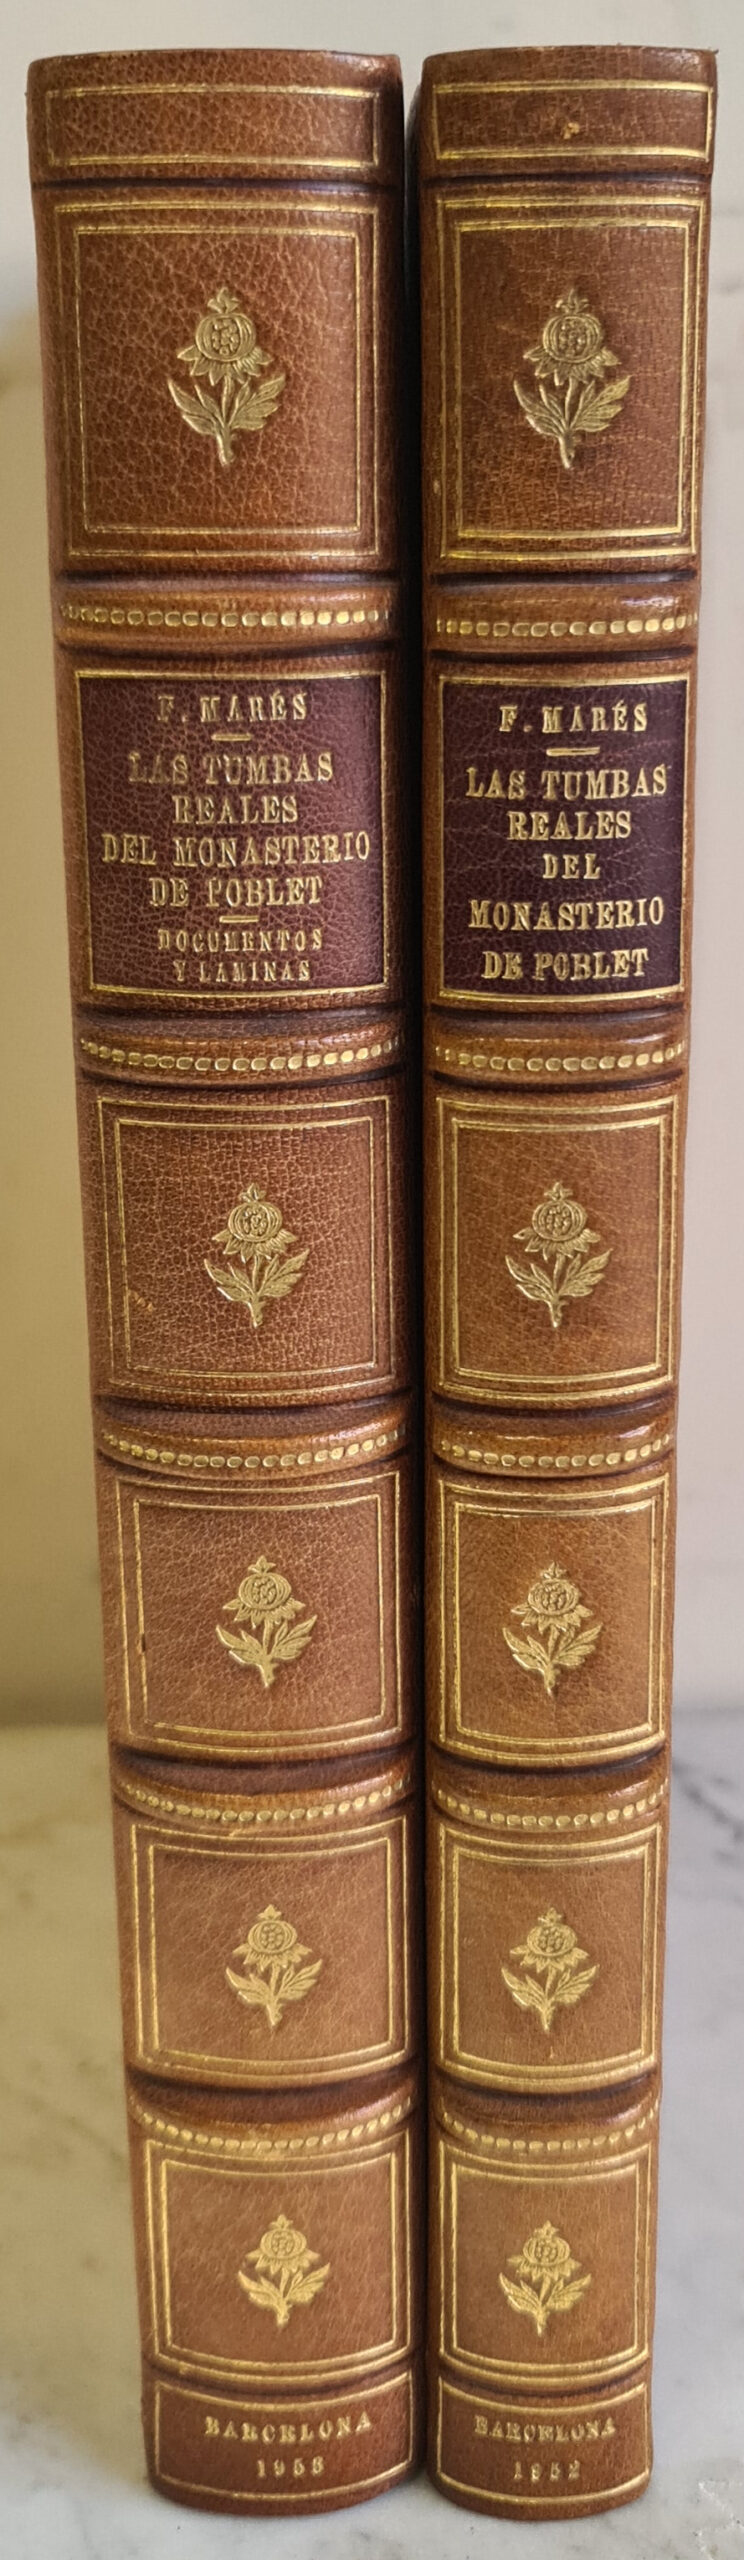 F. MARÉS
LAS TUMBAS
REALES
DEL MONASTERIO
DE POBLET
DOCUMENTOS
Y LAMINAS
BARCELONA
1953
F. MARÉS
LAS TUMBAS
REALES
DEL
MONASTERIO
DE POBLET
BARCELONA
1952